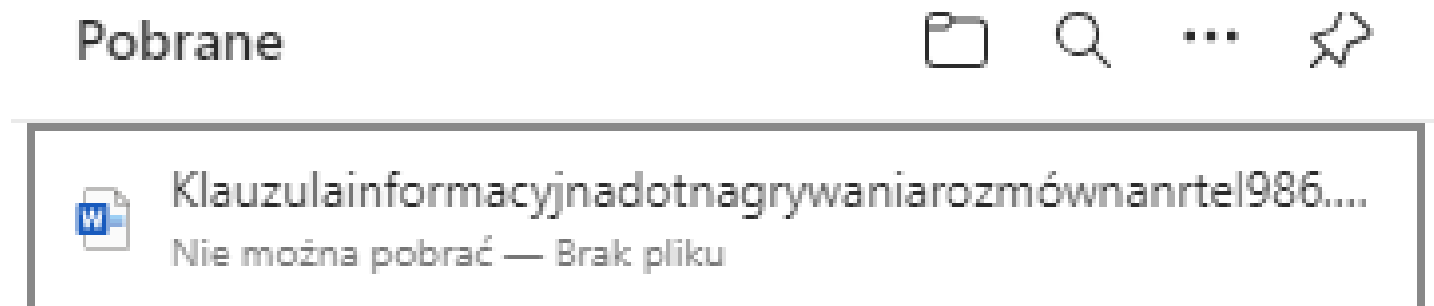 Pobrane
Klauzulainformacyjnadotnagrywaniarozmównanrtel986....
Nie można pobrać — Brak pliku